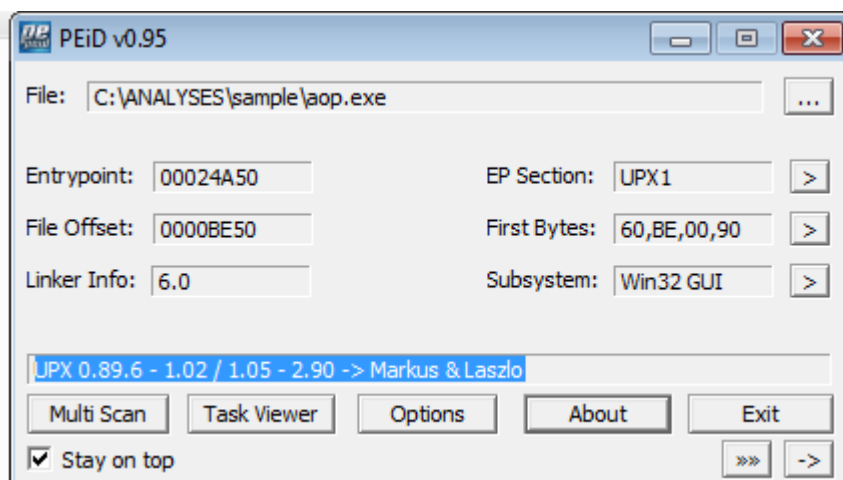 PEiD v0.95
File: C:\ANALYSES\sample\aop.exe ...
Entrypoint: 00024A50 EP Section: UPX1 >
File Offset: 0000BE50 First Bytes: 60,BE,00,90 >
Linker Info: 6.0 Subsystem: Win32 GUI >
UPX 0.89.6 - 1.02 / 1.05 - 2.90 -> Markus & Laszlo
Multi Scan Task Viewer Options About Exit
Stay on top »» ->